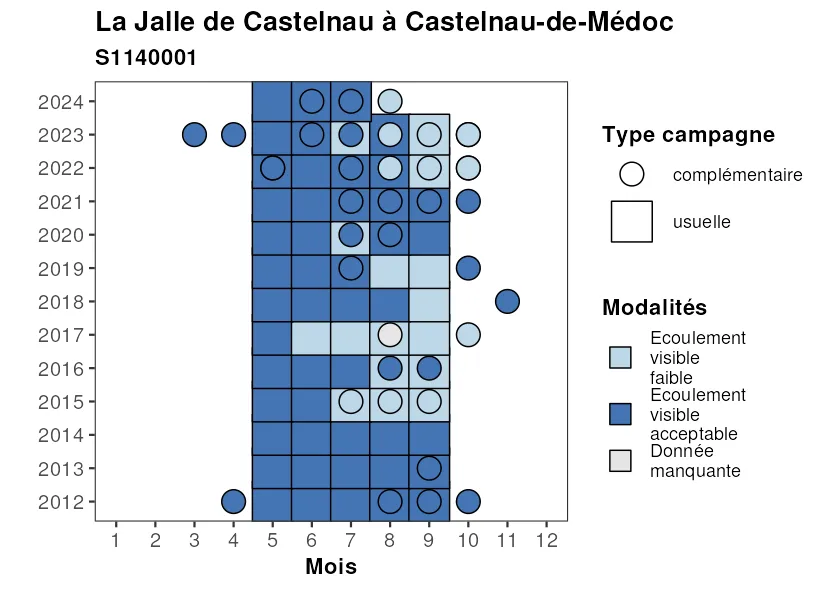 La Jalle de Castelnau à Castelnau-de-Médoc
S1140001
2024
2023
2022
2021
2020
2019
2018
2017
2016
2015
2014
2013
2012
1 2 3 4 5 6 7 8 9 10 11 12
Mois
Type campagne
complémentaire
usuelle
Modalités
Ecoulement
visible
faible
Ecoulement
visible
acceptable
Donnée
manquante